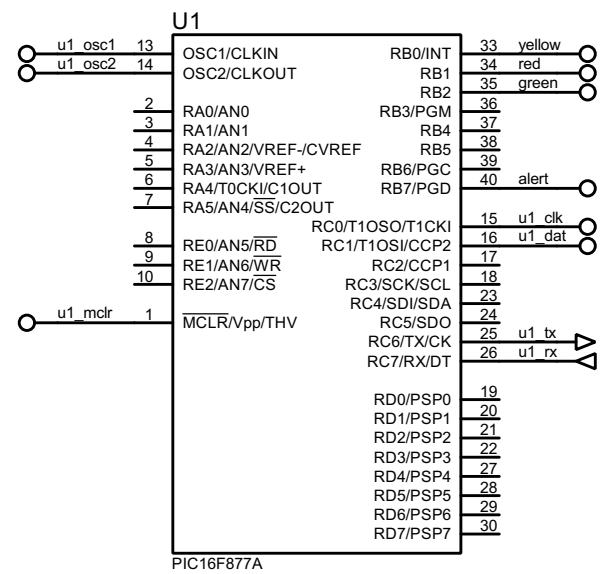 U1
u1_osc1 13 OSC1/CLKIN RB0/INT 33 yellow
u1_osc2 14 OSC2/CLKOUT RB1 34 red
RB2 35 green
2 RA0/AN0 RB3/PGM 36
3 RA1/AN1 RB4 37
4 RA2/AN2/VREF-/CVREF RB5 38
5 RA3/AN3/VREF+ RB6/PGC 39
6 RA4/T0CKI/C1OUT RB7/PGD 40 alert
7 RA5/AN4/SS/C2OUT
RC0/T1OSO/T1CKI 15 u1_clk
8 RE0/AN5/RD RC1/T1OSI/CCP2 16 u1_dat
9 RE1/AN6/WR RC2/CCP1 17
10 RE2/AN7/CS RC3/SCK/SCL 18
RC4/SDI/SDA 23
u1_mclr 1 MCLR/Vpp/THV RC5/SDO 24
RC6/TX/CK 25 u1_tx
RC7/RX/DT 26 u1_rx
RD0/PSP0 19
RD1/PSP1 20
RD2/PSP2 21
RD3/PSP3 22
RD4/PSP4 27
RD5/PSP5 28
RD6/PSP6 29
RD7/PSP7 30
PIC16F877A